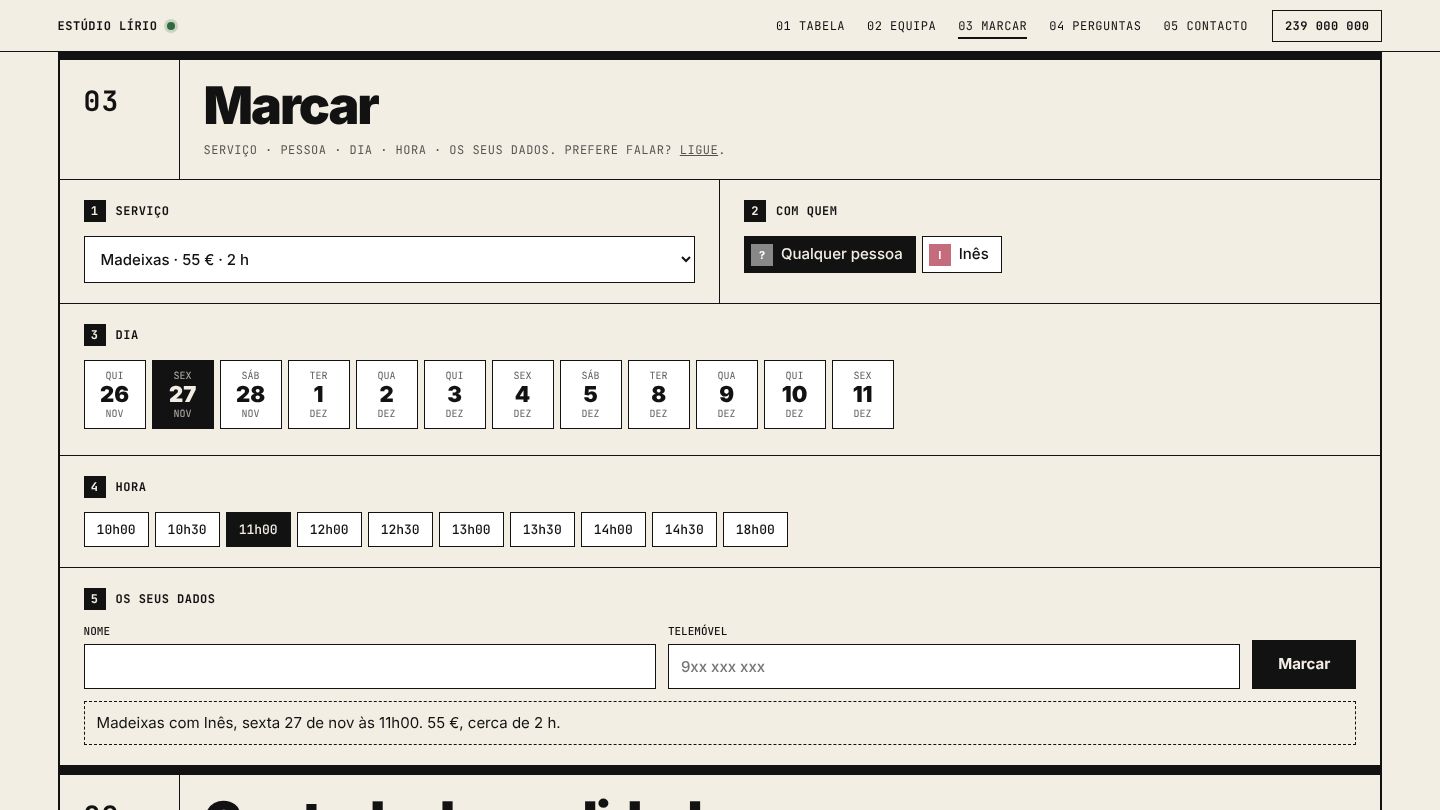 ESTÚDIO LÍRIO
01 TABELA 02 EQUIPA 03 MARCAR 04 PERGUNTAS 05 CONTACTO 239 000 000
03
Marcar
SERVIÇO · PESSOA · DIA · HORA · OS SEUS DADOS. PREFERE FALAR? LIGUE.
1 SERVIÇO
Madeixas · 55 € · 2 h
2 COM QUEM
? Qualquer pessoa
I Inês
3 DIA
QUI 26 NOV
SEX 27 NOV
SÁB 28 NOV
TER 1 DEZ
QUA 2 DEZ
QUI 3 DEZ
SEX 4 DEZ
SÁB 5 DEZ
TER 8 DEZ
QUA 9 DEZ
QUI 10 DEZ
SEX 11 DEZ
4 HORA
10h00 10h30 11h00 12h00 12h30 13h00 13h30 14h00 14h30 18h00
5 OS SEUS DADOS
NOME
TELEMÓVEL
9xx xxx xxx
Marcar
Madeixas com Inês, sexta 27 de nov às 11h00. 55 €, cerca de 2 h.